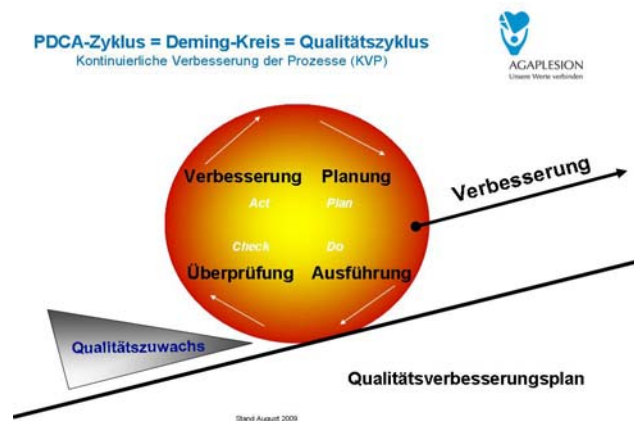 PDCA-Zyklus = Deming-Kreis = Qualitätszyklus
Kontinuierliche Verbesserung der Prozesse (KVP)
AGAPLESION
Unsere Werte verbinden
Verbesserung Planung
Act Plan
Verbesserung
Check Do
Überprüfung Ausführung
Qualitätszuwachs
Qualitätsverbesserungsplan
Stand August 2009